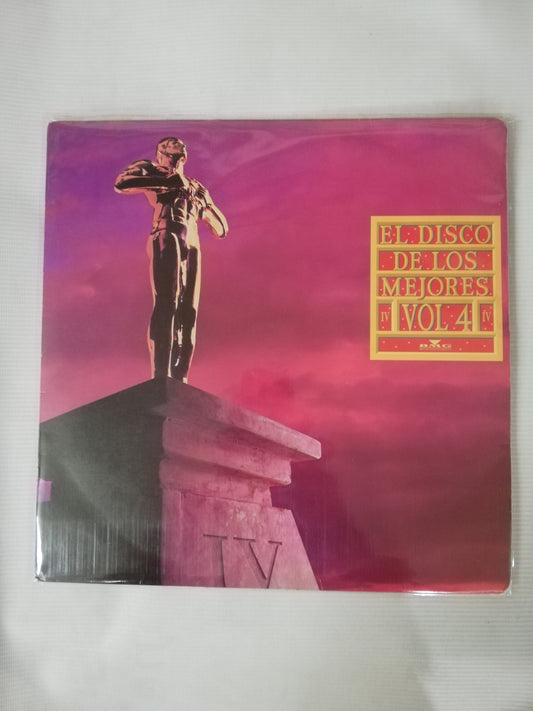 EL DISCO
DE LOS
MEJORES
IV VOL 4 IV
BMG
IV